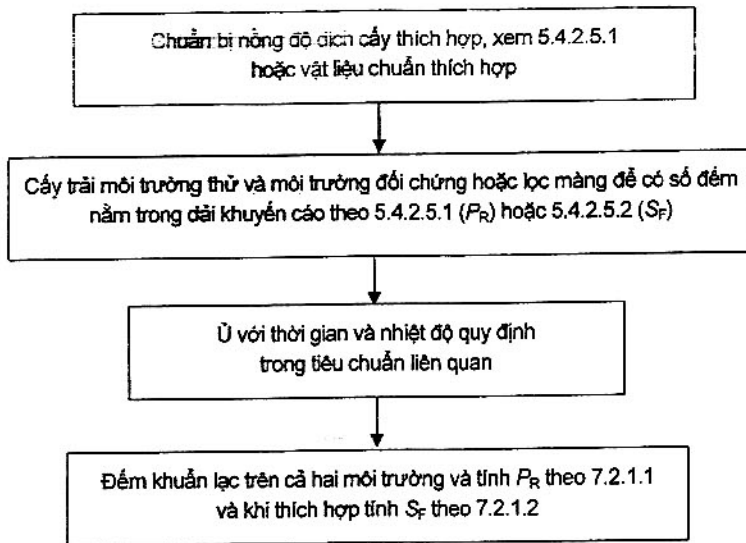 Chuẩn bị nồng độ dịch cấy thích hợp, xem 5.4.2.5.1
hoặc vật liệu chuẩn thích hợp
Cấy trải môi trường thử và môi trường đối chứng hoặc lọc màng để có số đếm
nằm trong dải khuyến cáo theo 5.4.2.5.1 (PR) hoặc 5.4.2.5.2 (SF)
Ủ với thời gian và nhiệt độ quy định
trong tiêu chuẩn liên quan
Đếm khuẩn lạc trên cả hai môi trường và tính PR theo 7.2.1.1
và khi thích hợp tính SF theo 7.2.1.2